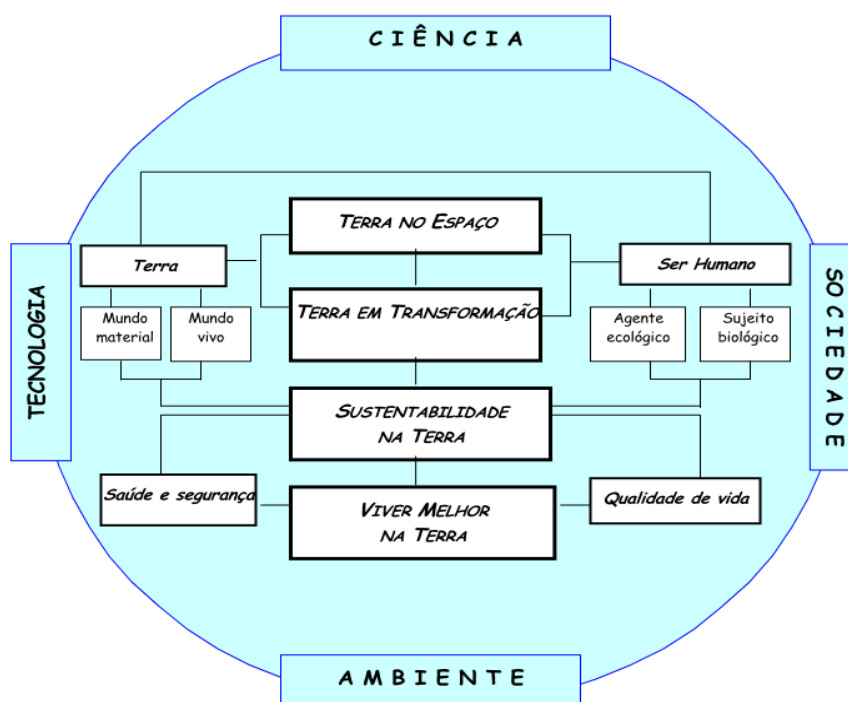 CIÊNCIA
TERRA NO ESPAÇO
Terra
Ser Humano
TECNOLOGIA
SOCIEDADE
Mundo
material
Mundo
vivo
TERRA EM TRANSFORMAÇÃO
Agente
ecológico
Sujeito
biológico
SUSTENTABILIDADE
NA TERRA
Saúde e segurança
VIVER MELHOR
NA TERRA
Qualidade de vida
AMBIENTE